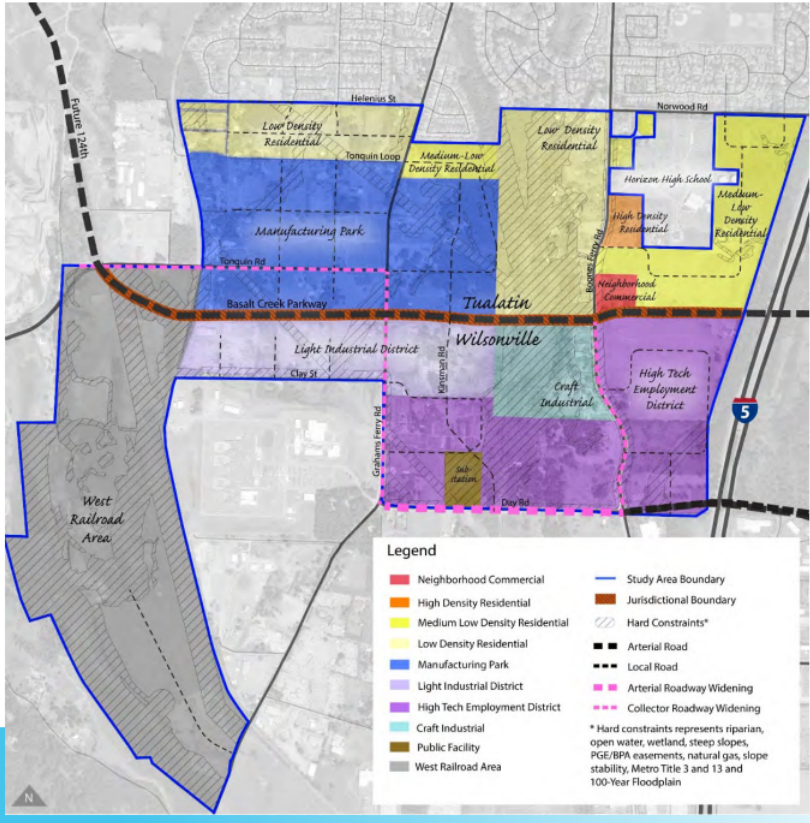 Future 124th
Helenius St
Norwood Rd
Low Density
Residential
Low Density
Residential
Tonquin Loop
Medium-Low
Density Residential
Horizon High School
Medium-
Low
Density
Residential
High Density
Residential
Manufacturing Park
Boones Ferry Rd
Tonquin Rd
Neighborhood
Commercial
Basalt Creek Parkway
Tualatin
Wilsonville
Light Industrial District
Kinsman Rd
Clay St
Craft
Industrial
High Tech
Employment
District
5
Grahams Ferry Rd
Sub-
station
Day Rd
West
Railroad
Area
N
Legend
Neighborhood Commercial
High Density Residential
Medium Low Density Residential
Low Density Residential
Manufacturing Park
Light Industrial District
High Tech Employment District
Craft Industrial
Public Facility
West Railroad Area
Study Area Boundary
Jurisdictional Boundary
Hard Constraints*
Arterial Road
Local Road
Arterial Roadway Widening
Collector Roadway Widening
* Hard constraints represents riparian,
open water, wetland, steep slopes,
PGE/BPA easements, natural gas, slope
stability, Metro Title 3 and 13 and
100-Year Floodplain